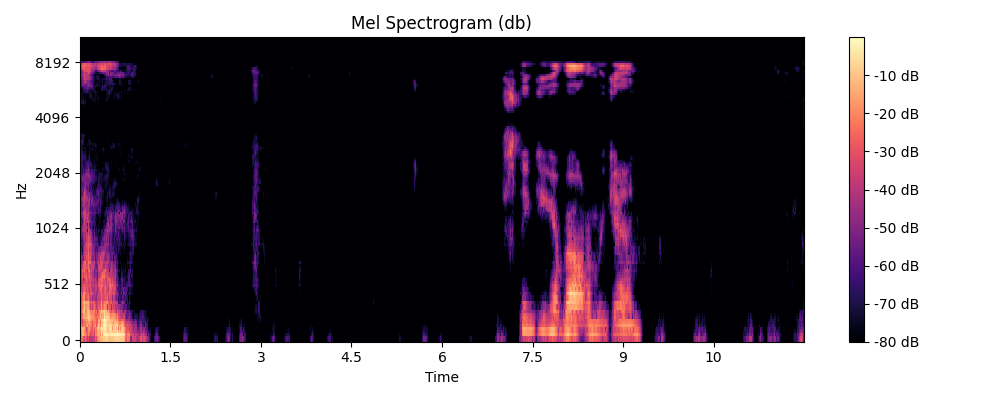 Mel Spectrogram (db)
8192
4096
2048
1024
512
0
Hz
0 1.5 3 4.5 6 7.5 9 10
Time
-10 dB
-20 dB
-30 dB
-40 dB
-50 dB
-60 dB
-70 dB
-80 dB